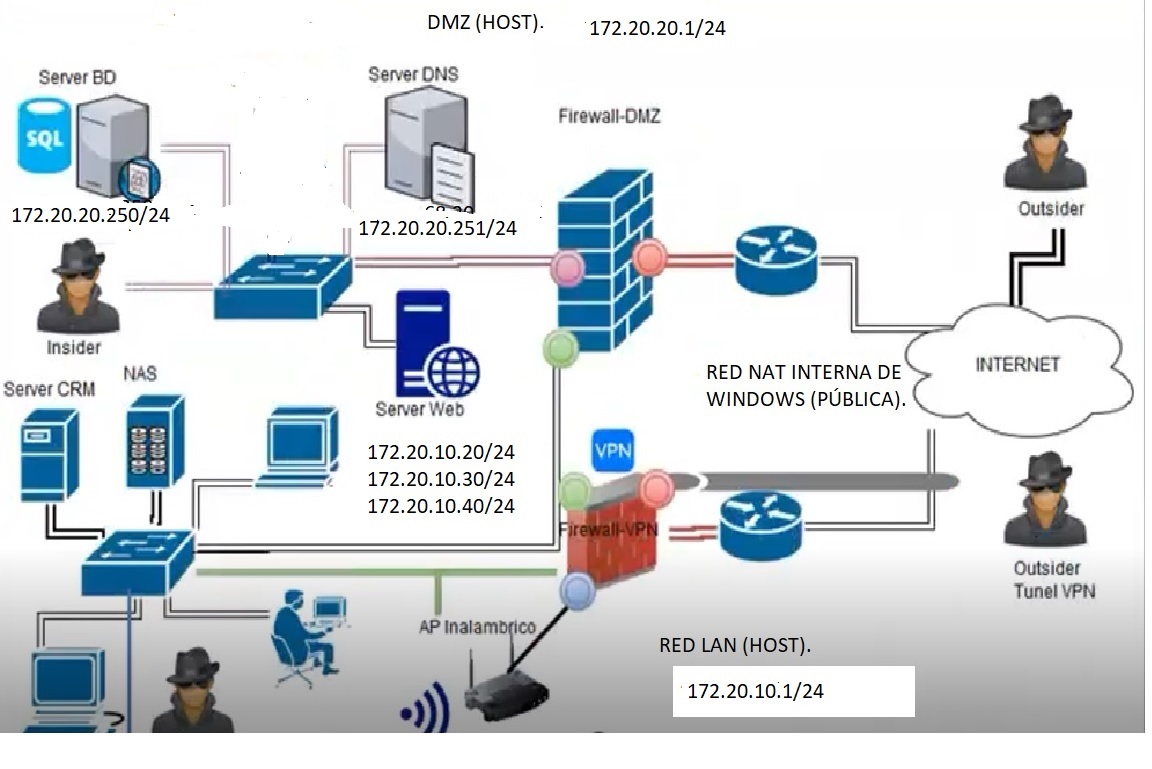 DMZ (HOST).
172.20.20.1/24
Server BD
Server DNS
SQL
Firewall-DMZ
172.20.20.250/24
172.20.20.251/24
Outsider
Insider
INTERNET
RED NAT INTERNA DE
WINDOWS (PÚBLICA).
Server CRM
NAS
Server Web
172.20.10.20/24
172.20.10.30/24
172.20.10.40/24
VPN
Firewall-VPN
Outsider
Tunel VPN
AP Inalambrico
RED LAN (HOST).
172.20.10.1/24